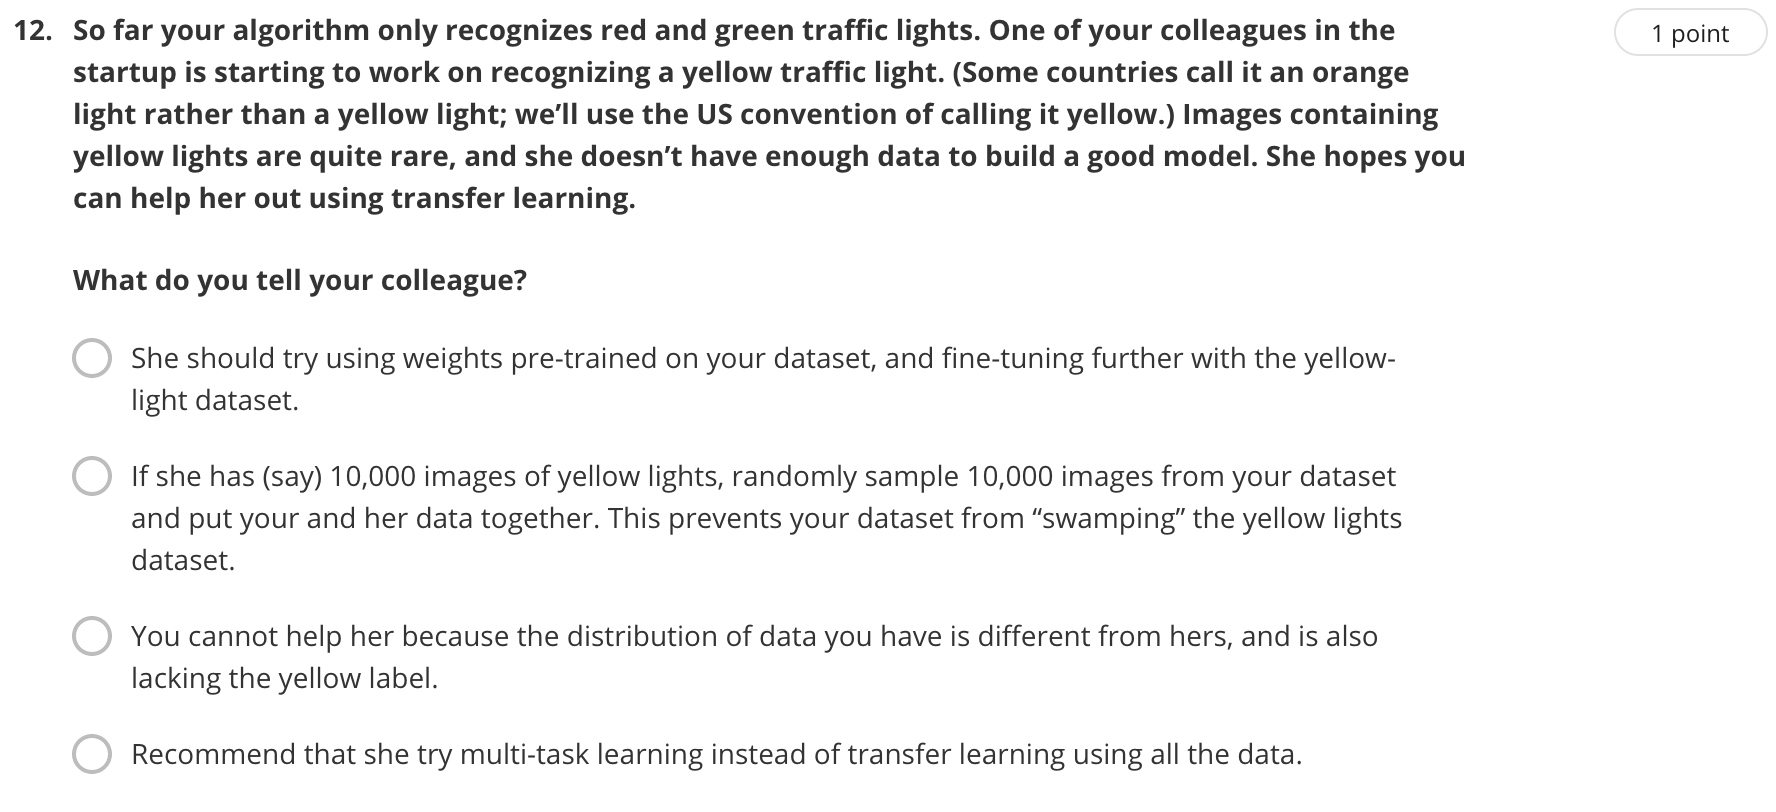 12. So far your algorithm only recognizes red and green traffic lights. One of your colleagues in the
1 point
startup is starting to work on recognizing a yellow traffic light. (Some countries call it an orange
light rather than a yellow light; we’ll use the US convention of calling it yellow.) Images containing
yellow lights are quite rare, and she doesn’t have enough data to build a good model. She hopes you
can help her out using transfer learning.
What do you tell your colleague?
She should try using weights pre-trained on your dataset, and fine-tuning further with the yellow-
light dataset.
If she has (say) 10,000 images of yellow lights, randomly sample 10,000 images from your dataset
and put your and her data together. This prevents your dataset from “swamping” the yellow lights
dataset.
You cannot help her because the distribution of data you have is different from hers, and is also
lacking the yellow label.
Recommend that she try multi-task learning instead of transfer learning using all the data.